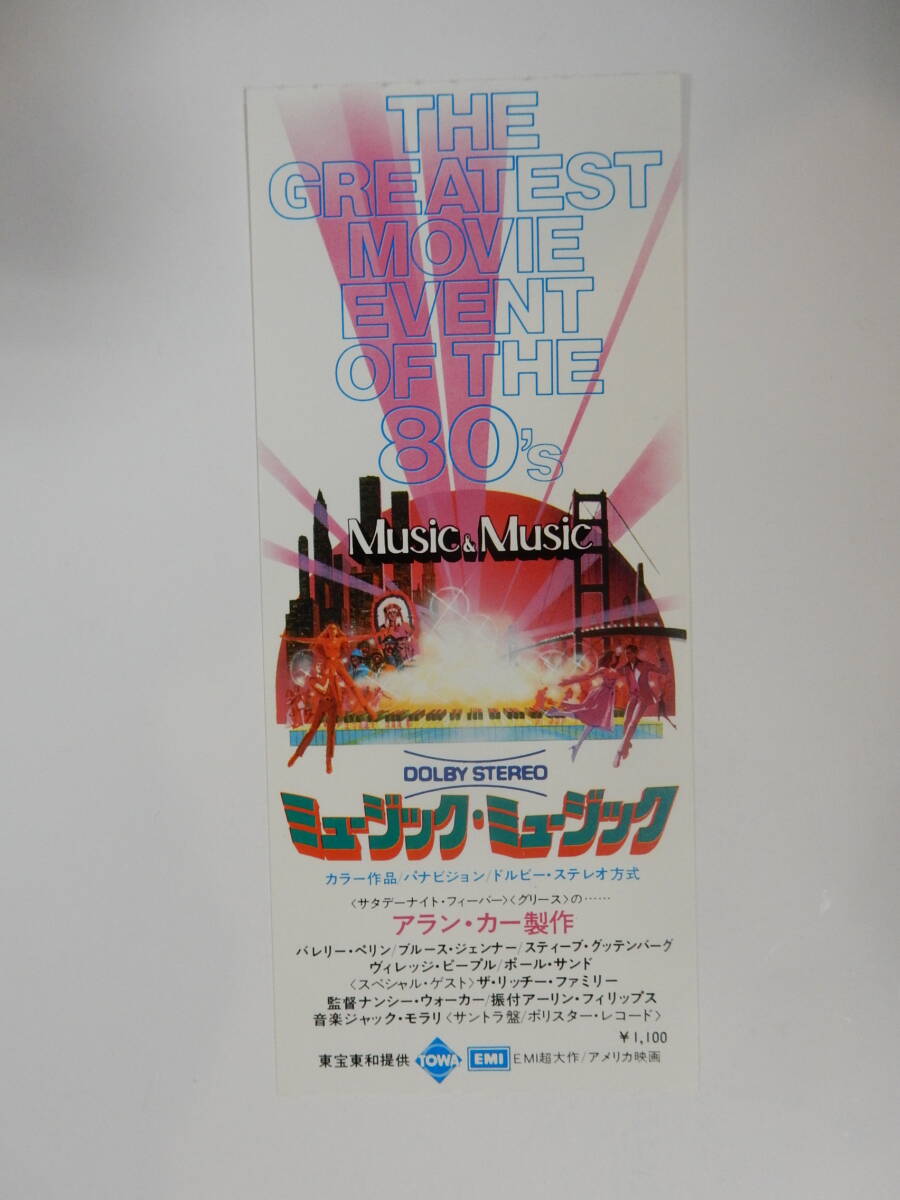 THE
GREATEST
MOVIE
EVENT
OF THE
80's
Music & Music
DOLBY STEREO
ミュージック・ミュージック
カラー作品/パナビジョン/ドルビー・ステレオ方式
〈サタデーナイト・フィーバー〉〈グリース〉の……
アラン・カー製作
バレリー・ペリン/ブルース・ジェンナー/スティーブ・グッテンバーグ
ヴィレッジ・ピープル/ポール・サンド
〈スペシャル・ゲスト〉ザ・リッチー・ファミリー
監督ナンシー・ウォーカー/振付アーリン・フィリップス
音楽ジャック・モラリ〈サントラ盤/ポリスター・レコード〉
¥1,100
東宝東和提供 TOWA EMI EMI超大作/アメリカ映画